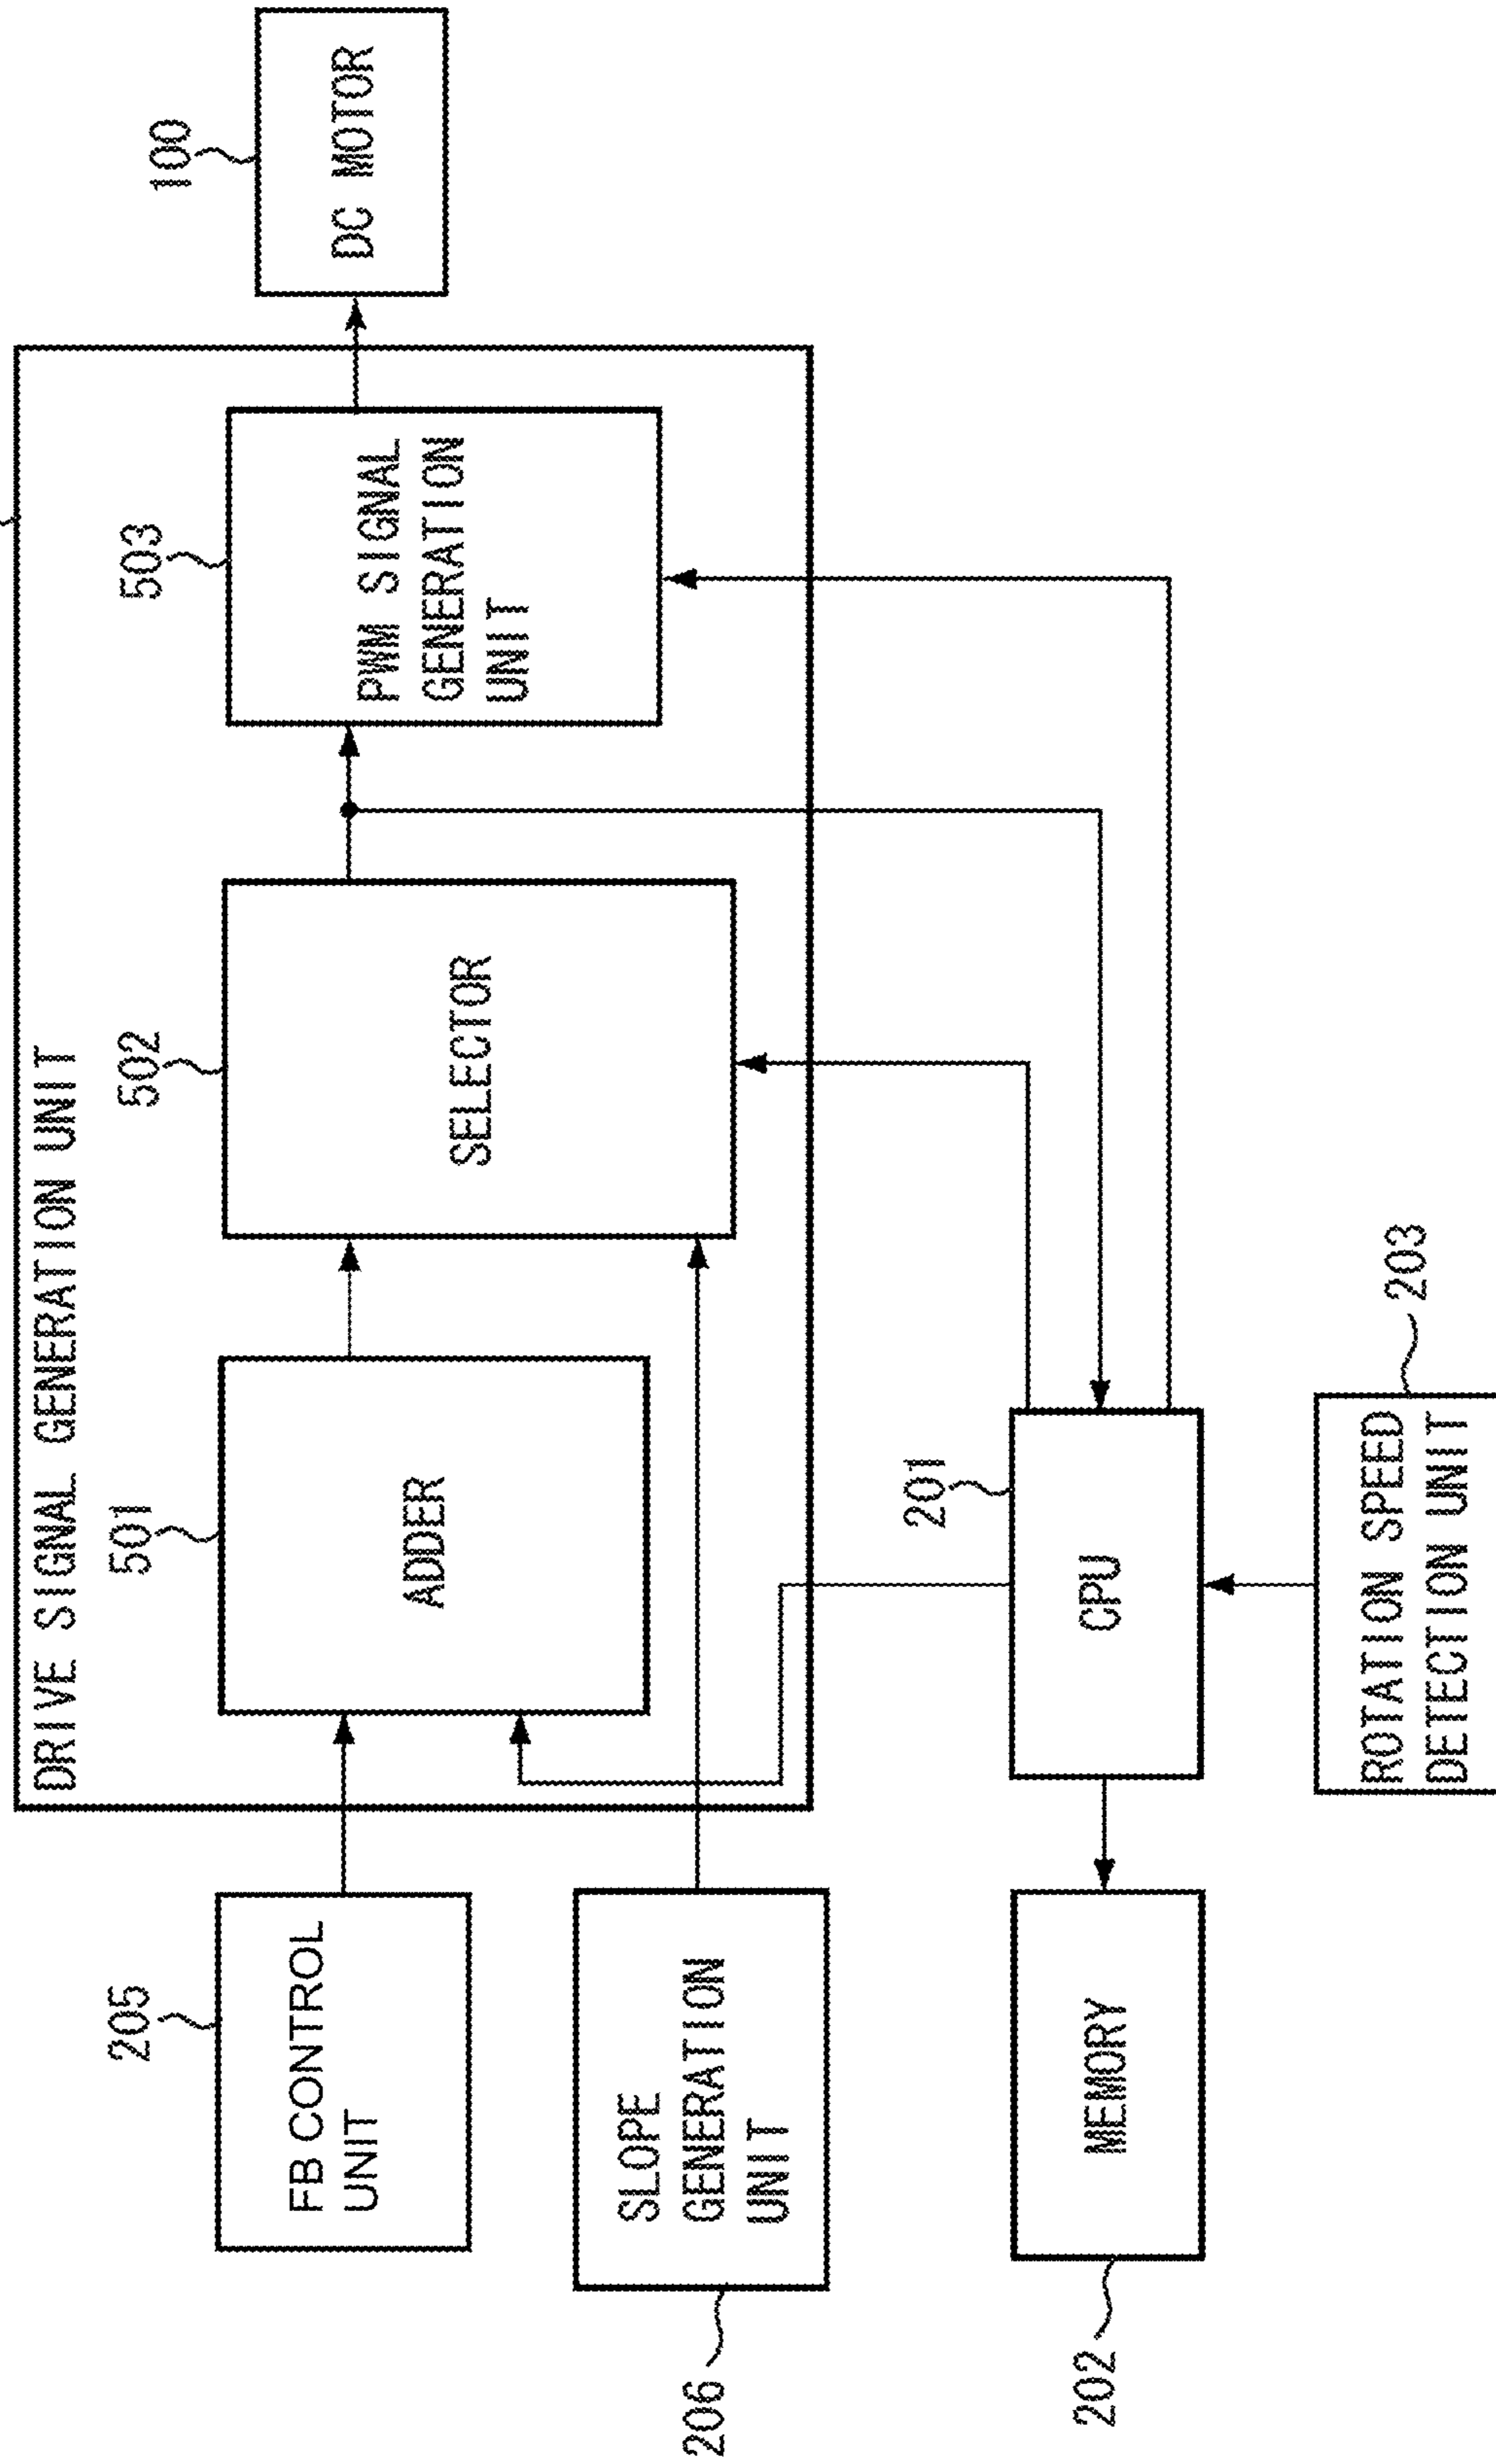 DRIVE SIGNAL GENERATION UNIT
205
FB CONTROL
UNIT
501
ADDER
502
SELECTOR
503
PWM SIGNAL
GENERATION
UNIT
100
DC MOTOR
206
SLOPE
GENERATION
UNIT
202
MEMORY
201
CPU
203
ROTATION SPEED
DETECTION UNIT